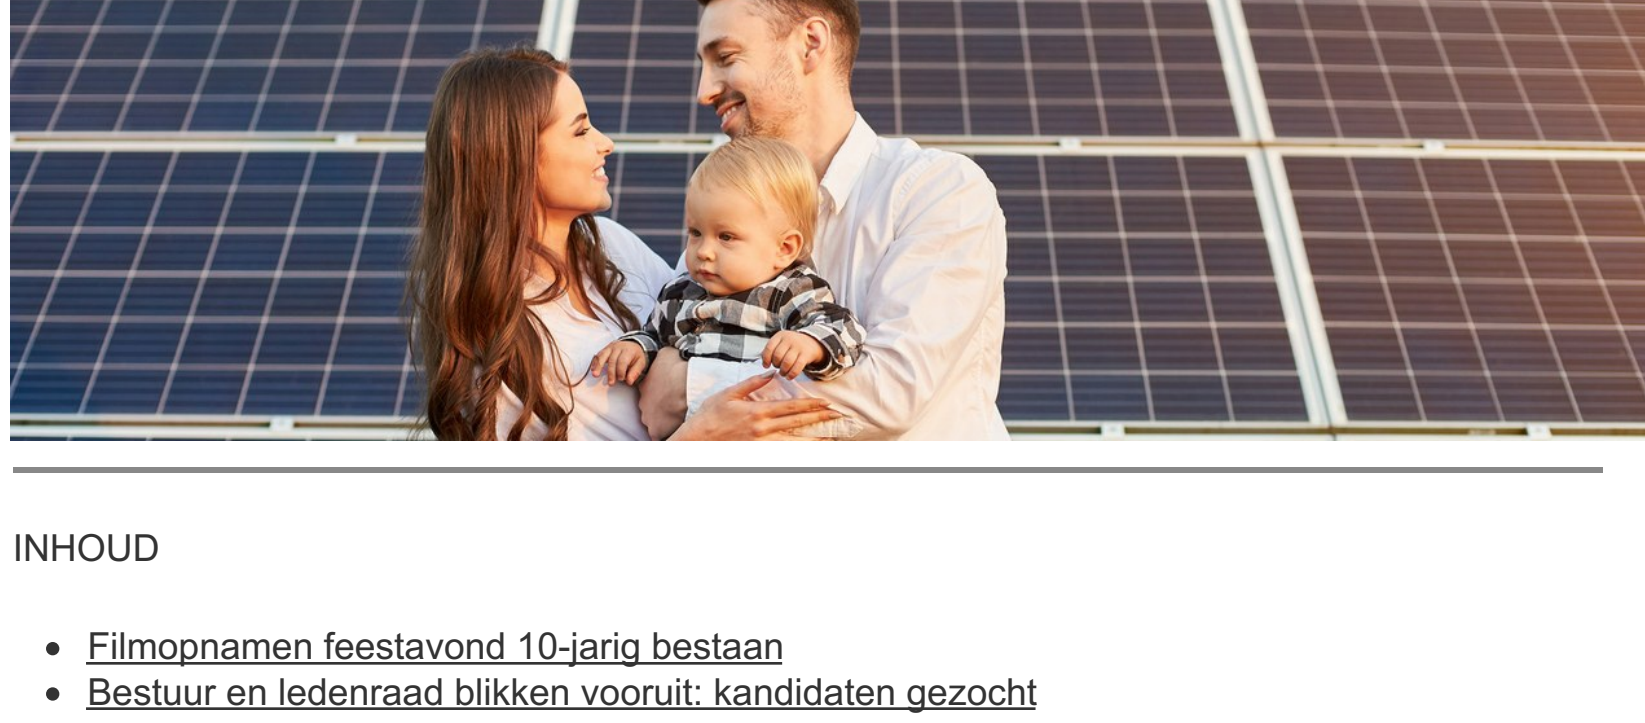 INHOUD
Filmopnamen feestavond 10-jarig bestaan
Bestuur en ledenraad blikken vooruit: kandidaten gezocht